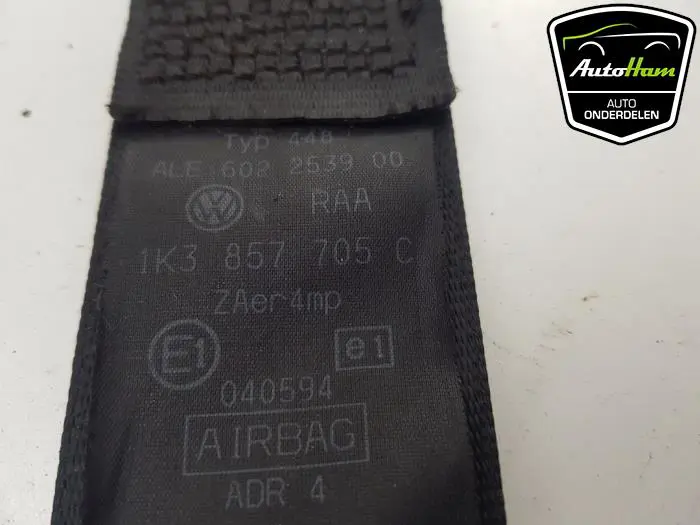 AutoHam
AUTO
ONDERDELEN
Typ 448
ALE 602 2539 00
RAA
1K3 857 705 C
ZAer4mp
E1
e1
040594
AIRBAG
ADR 4